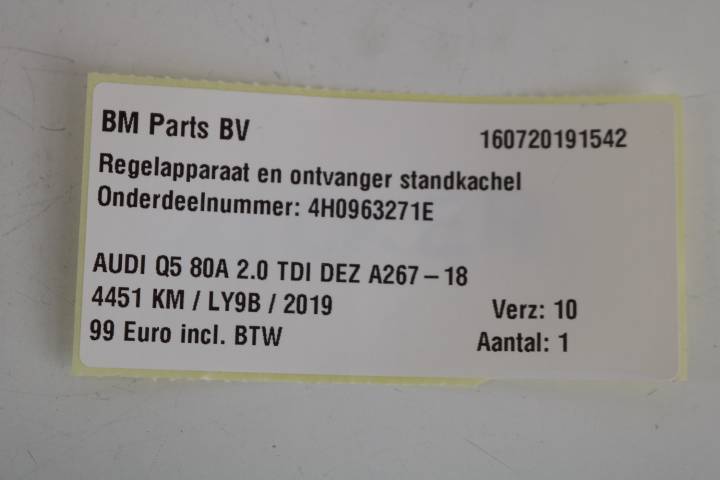 BM Parts BV 160720191542
Regelapparaat en ontvanger standkachel
Onderdeelnummer: 4H0963271E
AUDI Q5 80A 2.0 TDI DEZ A267-18
4451 KM / LY9B / 2019 Verz: 10
99 Euro incl. BTW Aantal: 1